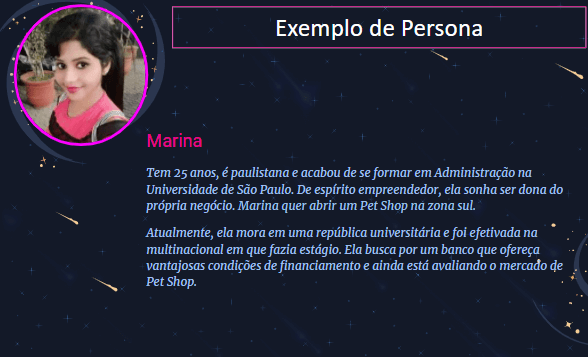 Exemplo de Persona
Marina
Tem 25 anos, é paulistana e acabou de se formar em Administração na
Universidade de São Paulo. De espírito empreendedor, ela sonha ser dona do
próprio negócio. Marina quer abrir um Pet Shop na zona sul.
Atualmente, ela mora em uma república universitária e foi efetivada na
multinacional em que fazia estágio. Ela busca por um banco que ofereça
vantajosas condições de financiamento e ainda está avaliando o mercado de
Pet Shop.